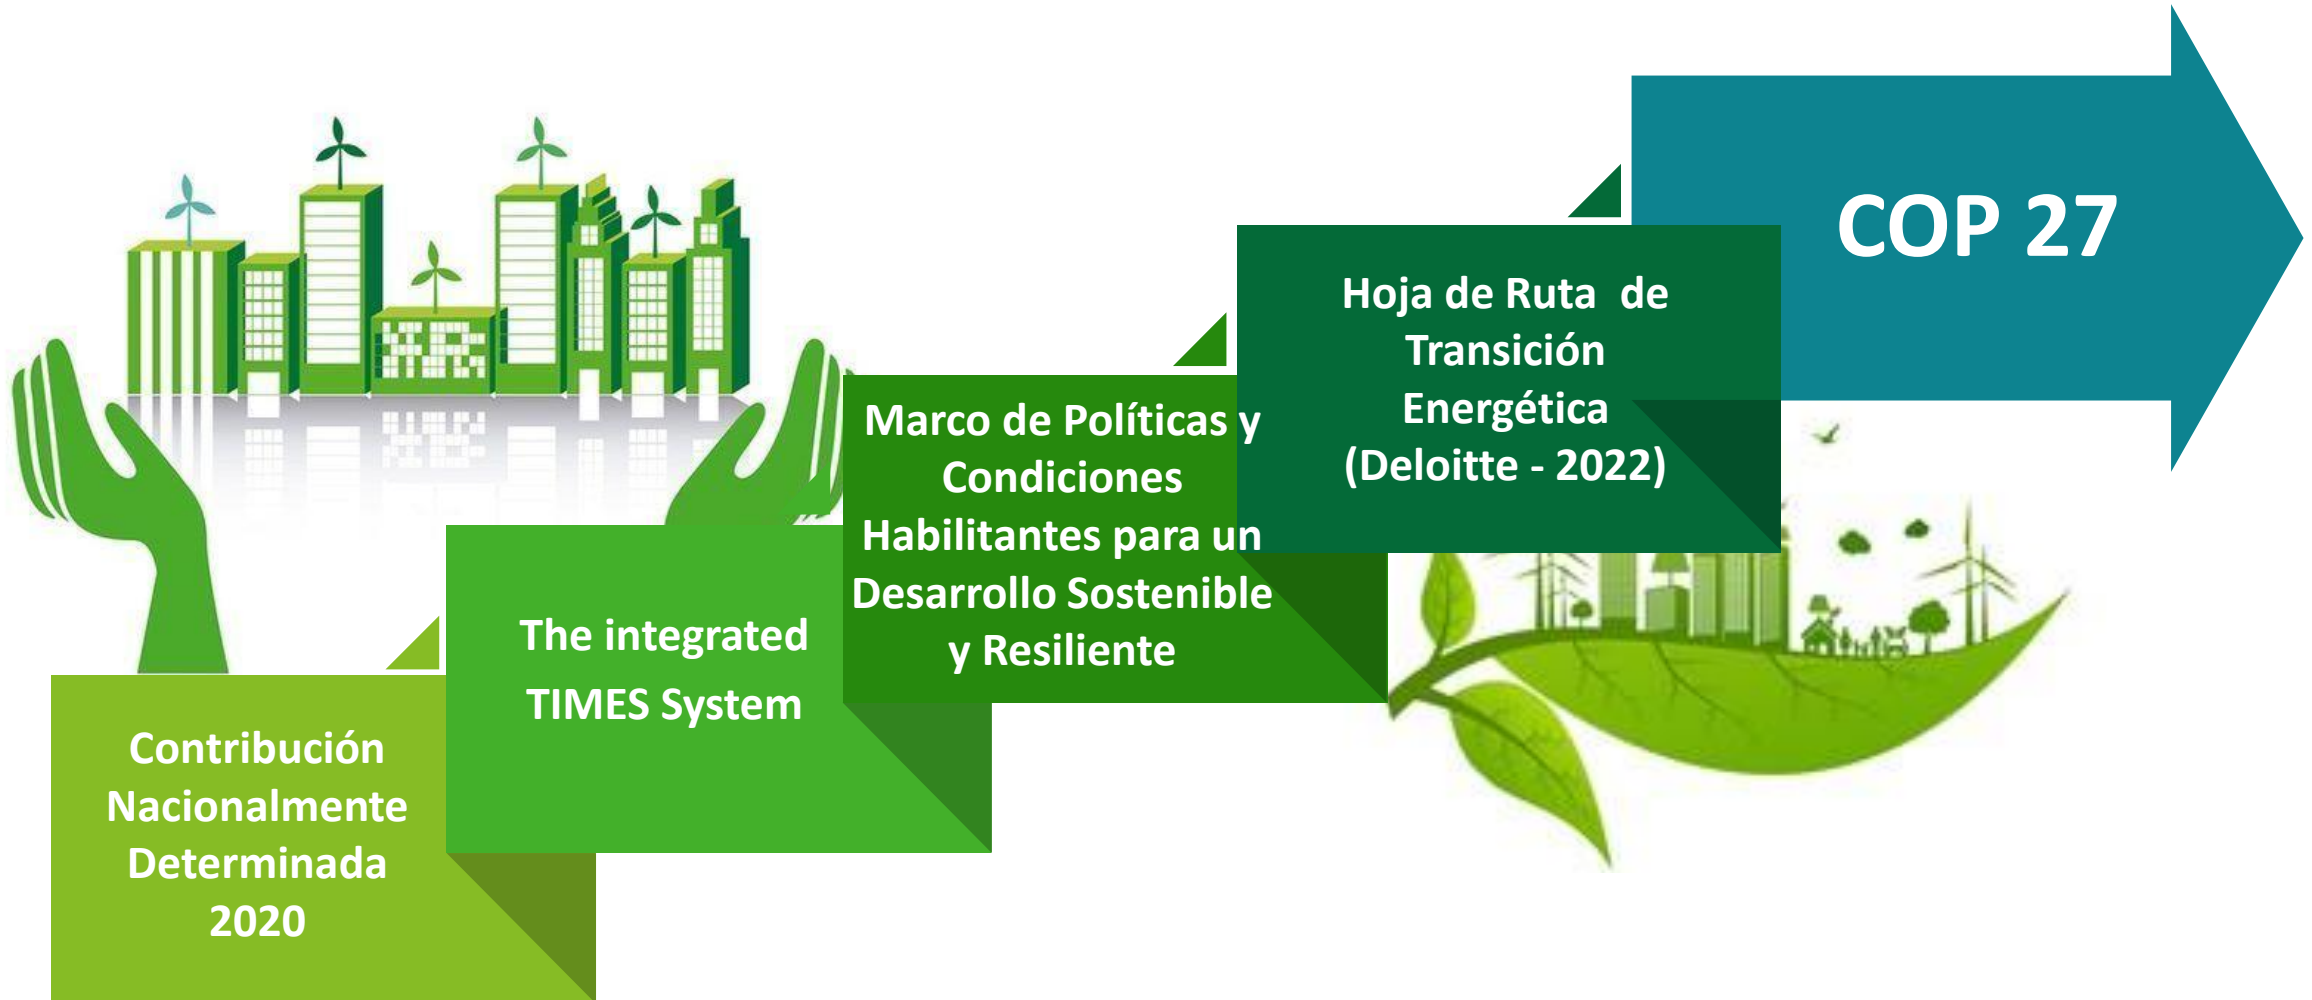 Contribución
Nacionalmente
Determinada
2020
The integrated
TIMES System
Marco de Políticas y
Condiciones
Habilitantes para un
Desarrollo Sostenible
y Resiliente
Hoja de Ruta  de
Transición
Energética
(Deloitte - 2022)
COP 27